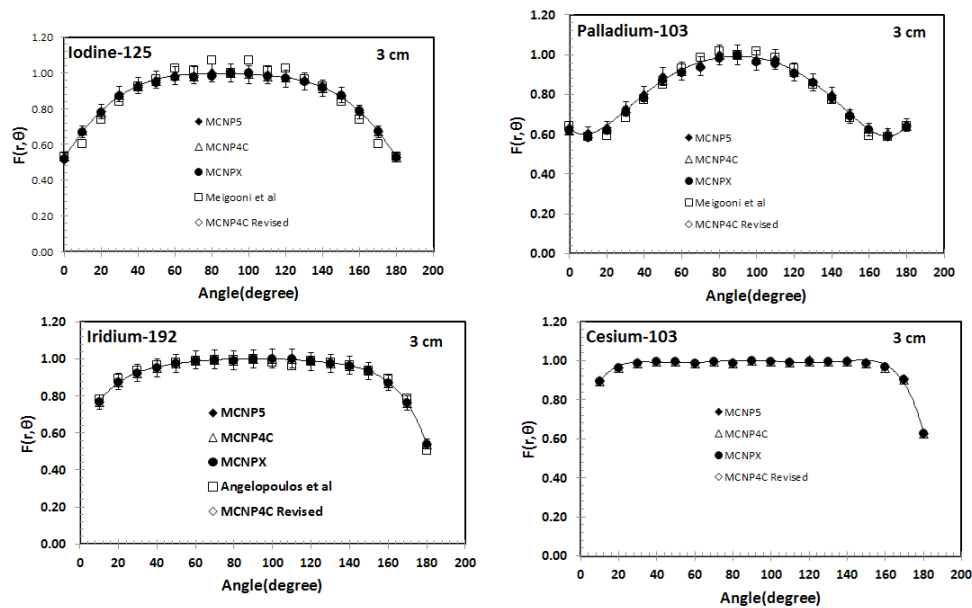 Iodine-125
3 cm
1.20
1.00
0.80
0.60
0.40
0.20
0.00
F(r,θ)
MCNP5
MCNP4C
MCNPX
Meigooni et al
MCNP4C Revised
0 20 40 60 80 100 120 140 160 180 200
Angle(degree)
Palladium-103
3 cm
1.20
1.00
0.80
0.60
0.40
0.20
0.00
F(r,θ)
MCNP5
MCNP4C
MCNPX
Meigooni et al
MCNP4C Revised
0 20 40 60 80 100 120 140 160 180 200
Angle(degree)
Iridium-192
3 cm
1.20
1.00
0.80
0.60
0.40
0.20
0.00
F(r,θ)
MCNP5
MCNP4C
MCNPX
Angelopoulos et al
MCNP4C Revised
0 20 40 60 80 100 120 140 160 180 200
Angle(degree)
Cesium-103
3 cm
1.20
1.00
0.80
0.60
0.40
0.20
0.00
F(r,θ)
MCNP5
MCNP4C
MCNPX
MCNP4C Revised
0 20 40 60 80 100 120 140 160 180 200
Angle(degree)